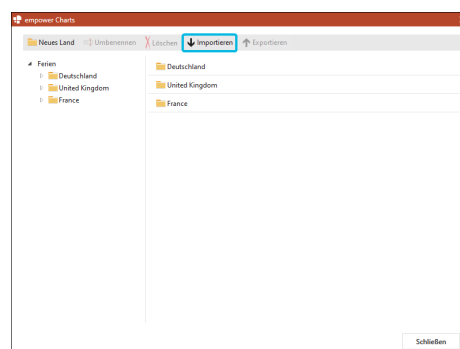 empower Charts
Neues Land Umbenennen Löschen Importieren Exportieren
Ferien
Deutschland
United Kingdom
France
Deutschland
United Kingdom
France
Schließen